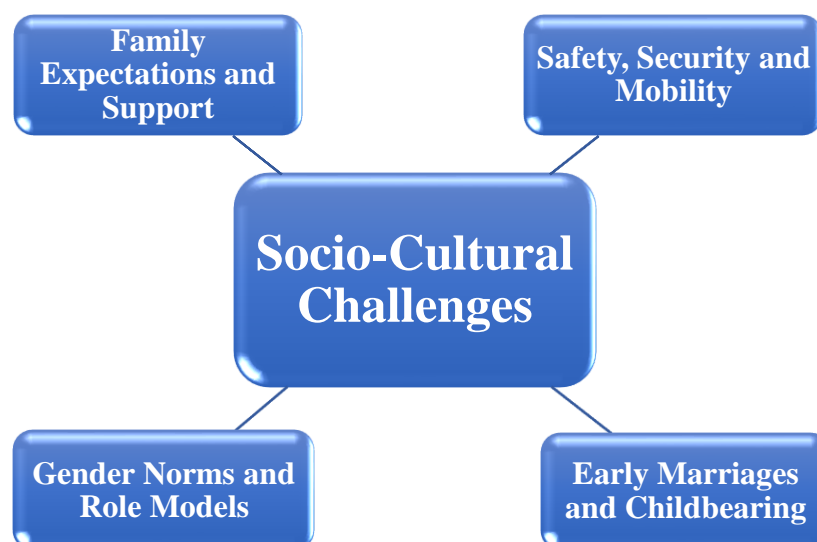 Family
Expectations and
Support
Safety, Security and
Mobility
Socio-Cultural
Challenges
Gender Norms and
Role Models
Early Marriages
and Childbearing